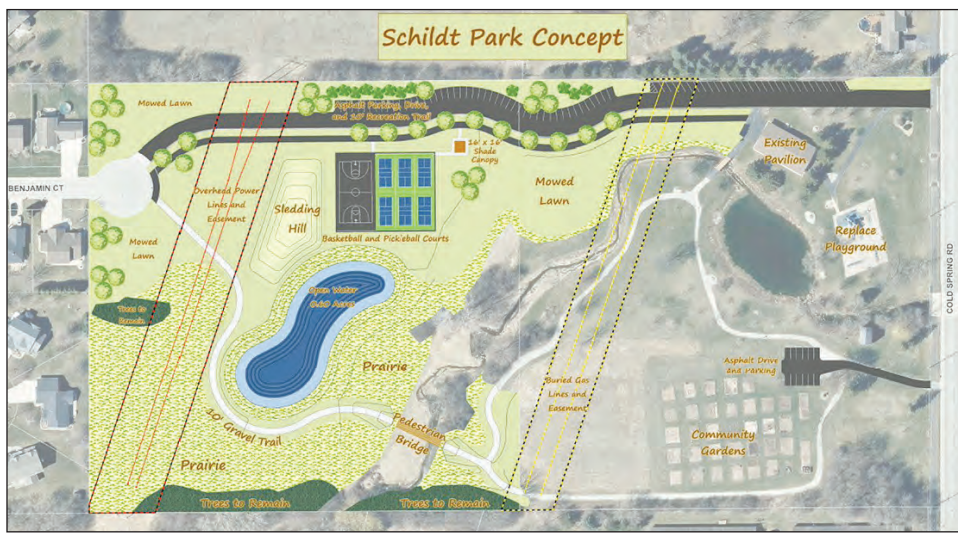 Schildt Park Concept
Mowed Lawn
Asphalt Parking, Drive,
and 10' Recreation Trail
16' x 16'
Shade
Canopy
Existing
Pavilion
BENJAMIN CT
Overhead Power
Lines and
Easement
Sledding
Hill
Mowed
Lawn
Basketball and Pickleball Courts
Replace
Playground
Mowed
Lawn
Open Water
0.60 Acres
COLD SPRING RD
Trees to
Remain
Prairie
Asphalt Drive
and Parking
Buried Gas
Lines and
Easement
10' Gravel Trail
Pedestrian
Bridge
Community
Gardens
Prairie
Trees to Remain
Trees to Remain